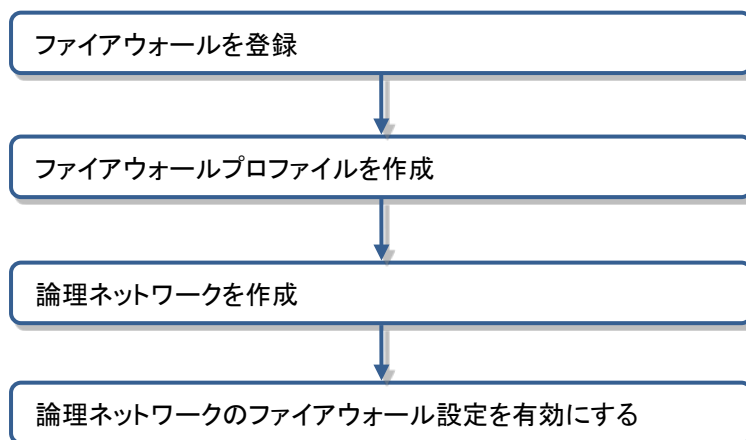 ファイアウォールを登録
ファイアウォールプロファイルを作成
論理ネットワークを作成
論理ネットワークのファイアウォール設定を有効にする